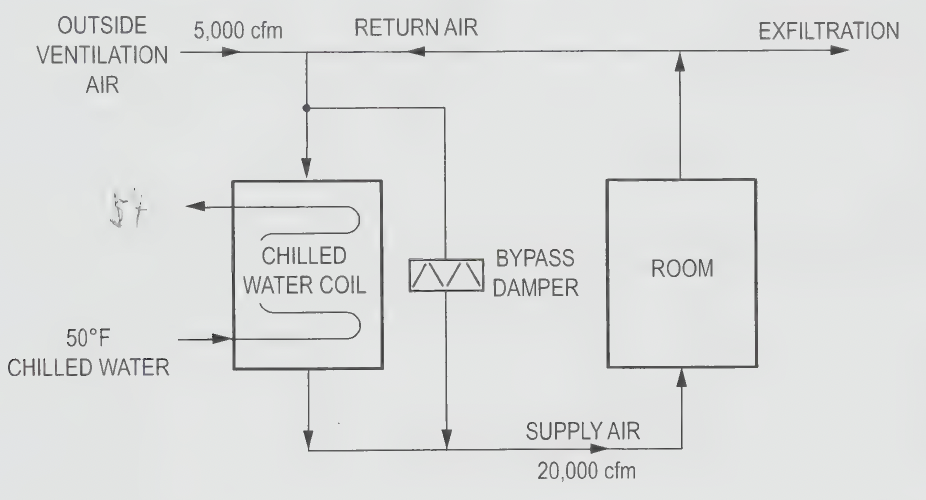 OUTSIDE
VENTILATION
AIR
5,000 cfm
RETURN AIR
EXFILTRATION
CHILLED
WATER COIL
BYPASS
DAMPER
ROOM
50°F
CHILLED WATER
SUPPLY AIR
20,000 cfm